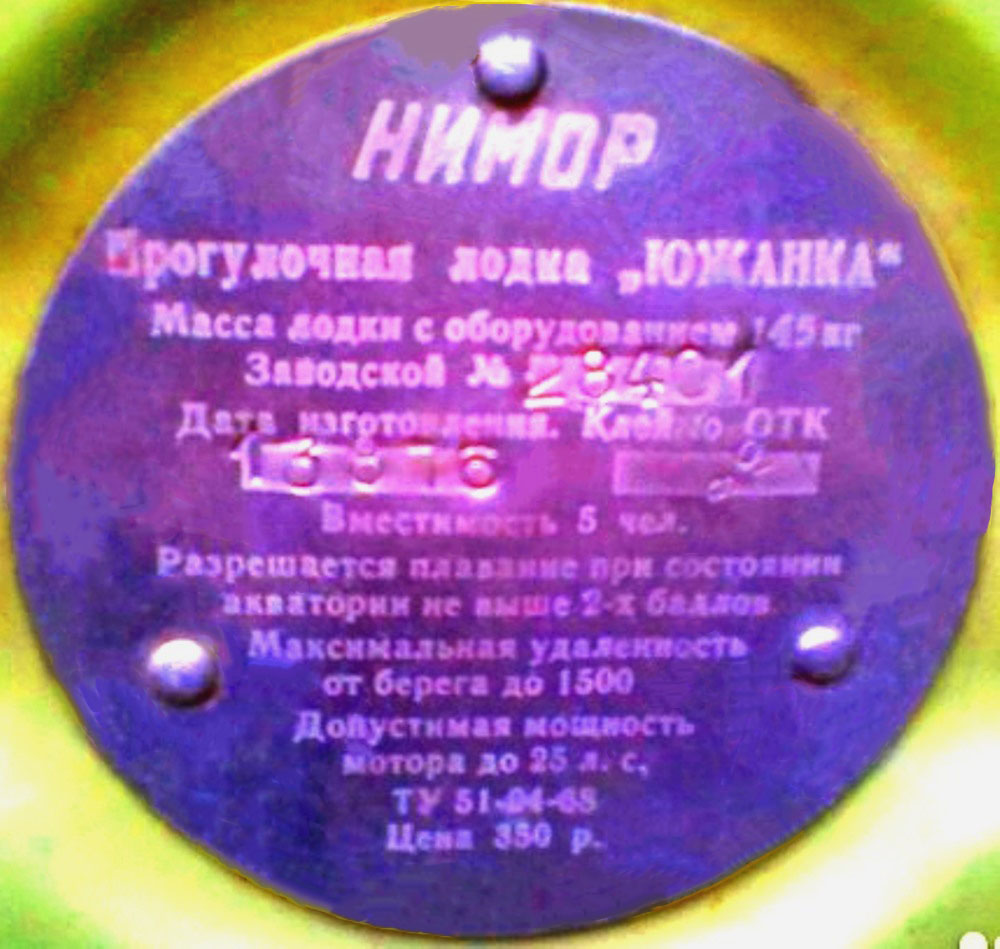 НИМОР
Прогулочная лодка „ЮЖАНКА“
Масса лодки с оборудованием 145 кг
Заводской № 28401
Дата изготовления. Клеймо ОТК
Вместимость 5 чел.
Разрешается плавание при состоянии
акватории не выше 2-х баллов
Максимальная удаленность
от берега до 1500
Допустимая мощность
мотора до 25 л. с,
ТУ 51-04-68
Цена 350 р.